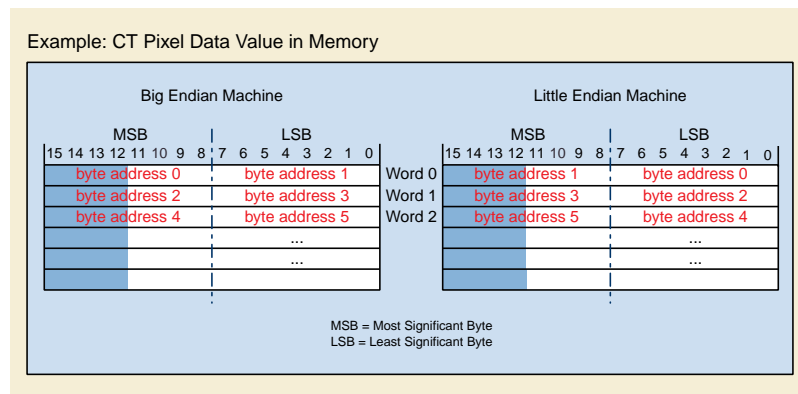 Example: CT Pixel Data Value in Memory
Big Endian Machine Little Endian Machine
MSB LSB MSB LSB
15 14 13 12 11 10 9 8 7 6 5 4 3 2 1 0 15 14 13 12 11 10 9 8 7 6 5 4 3 2 1 0
byte address 0 byte address 1 Word 0 byte address 1 byte address 0
byte address 2 byte address 3 Word 1 byte address 3 byte address 2
byte address 4 byte address 5 Word 2 byte address 5 byte address 4
... ...
... ...
MSB = Most Significant Byte
LSB = Least Significant Byte